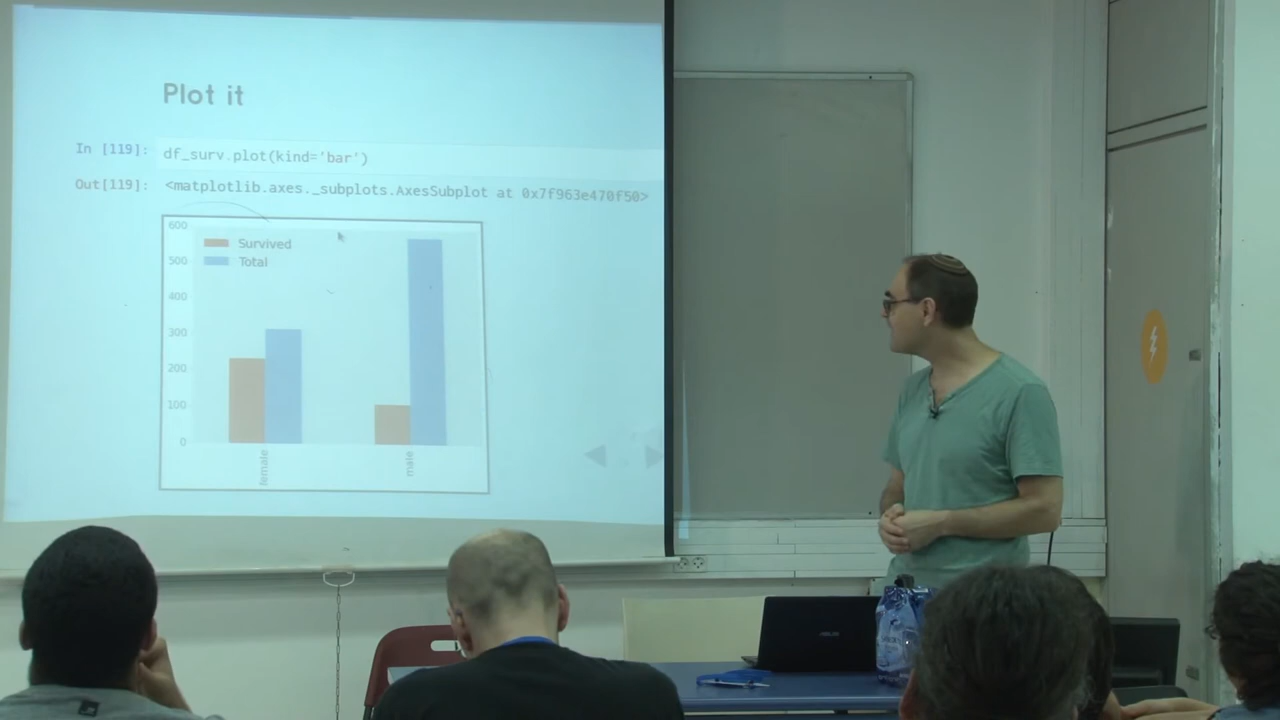 Plot it
In [119]: df_surv.plot(kind='bar')
Out[119]: <matplotlib.axes._subplots.AxesSubplot at 0x7f963e470f50>
600
500
400
300
200
100
0
Survived
Total
female
male
ASUS